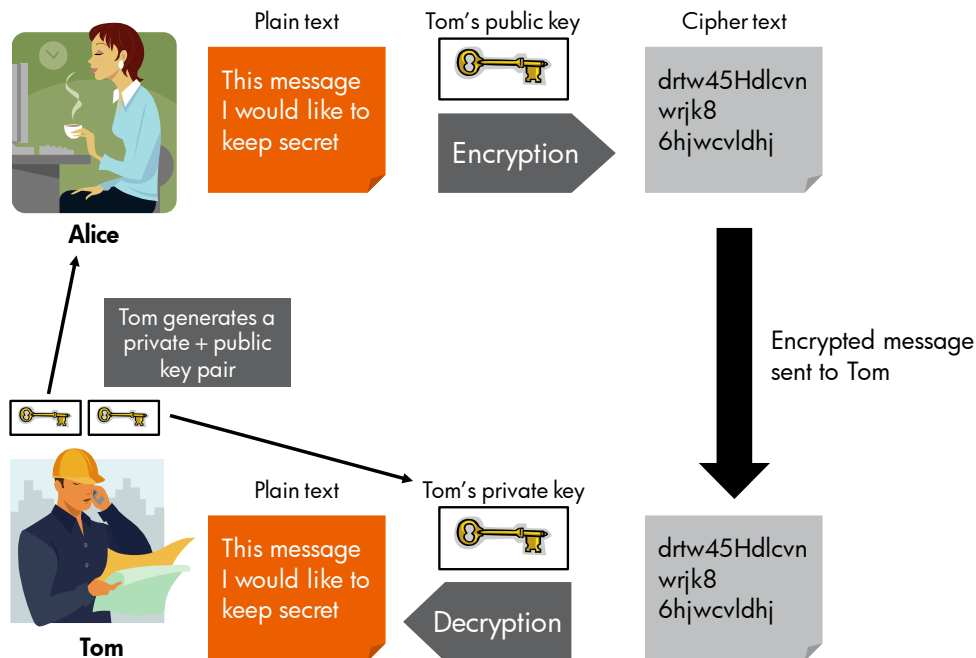 Plain text
Tom's public key
Cipher text
This message
I would like to
keep secret
Encryption
drtw45Hdlcvn
wrjk8
6hjwcvldhj
Alice
Tom generates a
private + public
key pair
Encrypted message
sent to Tom
Plain text
Tom's private key
This message
I would like to
keep secret
Decryption
drtw45Hdlcvn
wrjk8
6hjwcvldhj
Tom